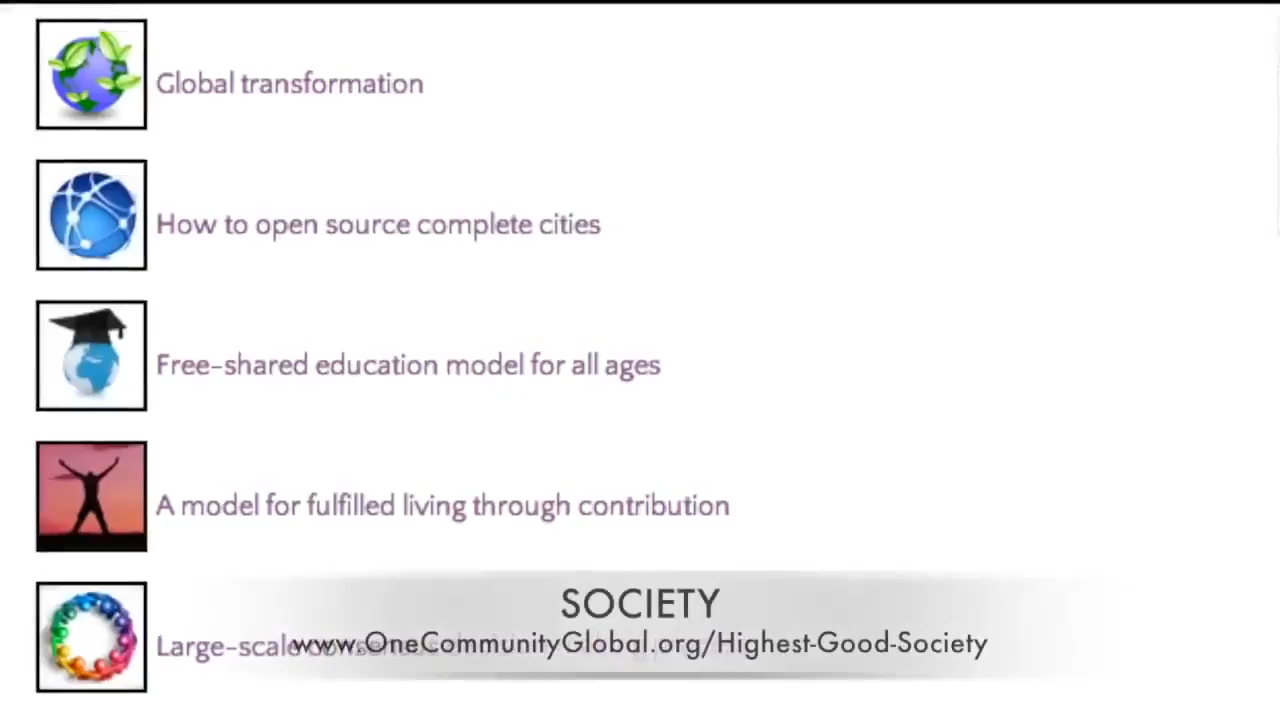 Global transformation
How to open source complete cities
Free-shared education model for all ages
A model for fulfilled living through contribution
SOCIETY
Large-scale
www.OneCommunityGlobal.org/Highest-Good-Society